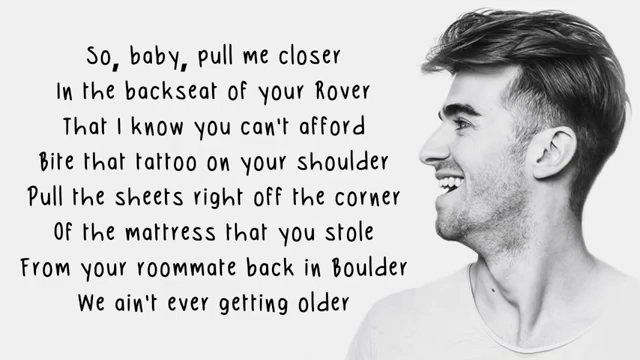 So, baby, pull me closer
In the backseat of your Rover
That I know you can't afford
Bite that tattoo on your shoulder
Pull the sheets right off the corner
Of the mattress that you stole
From your roommate back in Boulder
We ain't ever getting older